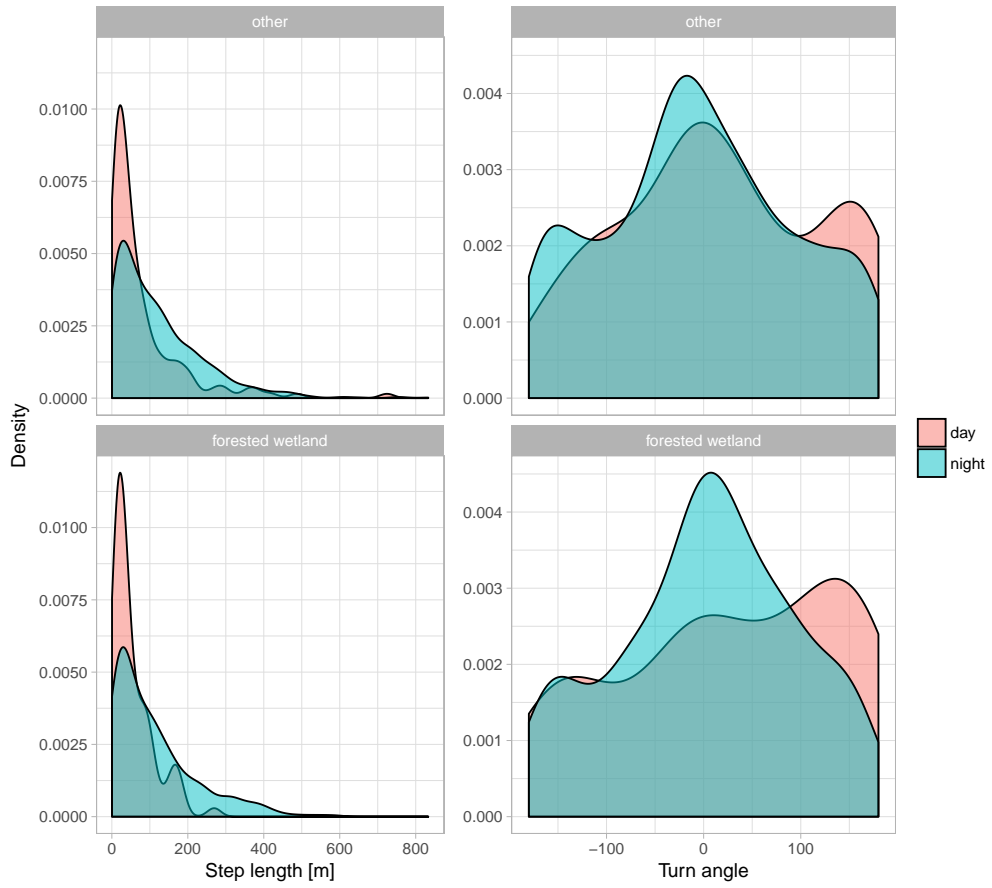 other
other
0.0100
0.0075
0.0050
0.0025
0.0000
0.004
0.003
0.002
0.001
0.000
Density
forested wetland
forested wetland
day
night
0.0100
0.0075
0.0050
0.0025
0.0000
0.004
0.003
0.002
0.001
0.000
0 200 400 600 800
−100 0 100
Step length [m]
Turn angle